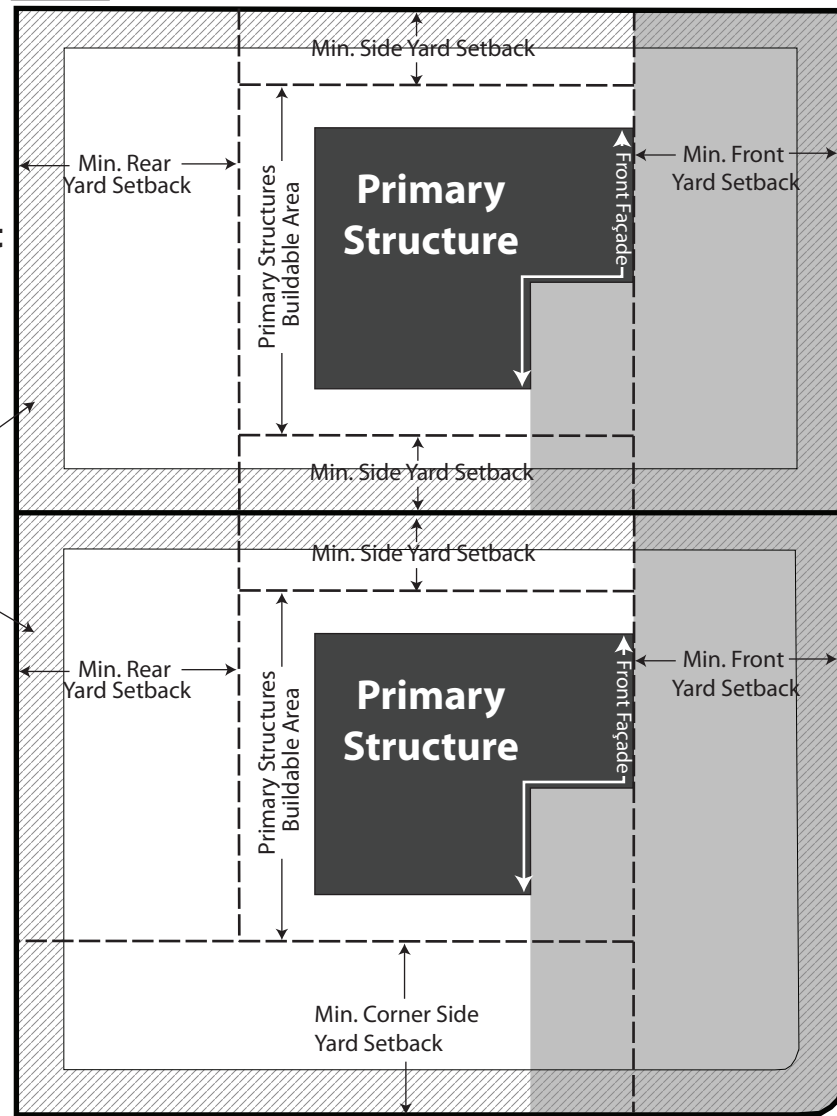 Min. Side Yard Setback
Min. Rear
Yard Setback
Primary Structures
Buildable Area
Primary
Structure
Front Façade
Min. Front
Yard Setback
Min. Side Yard Setback
Min. Side Yard Setback
Min. Rear
Yard Setback
Primary Structures
Buildable Area
Primary
Structure
Front Façade
Min. Front
Yard Setback
Min. Corner Side
Yard Setback